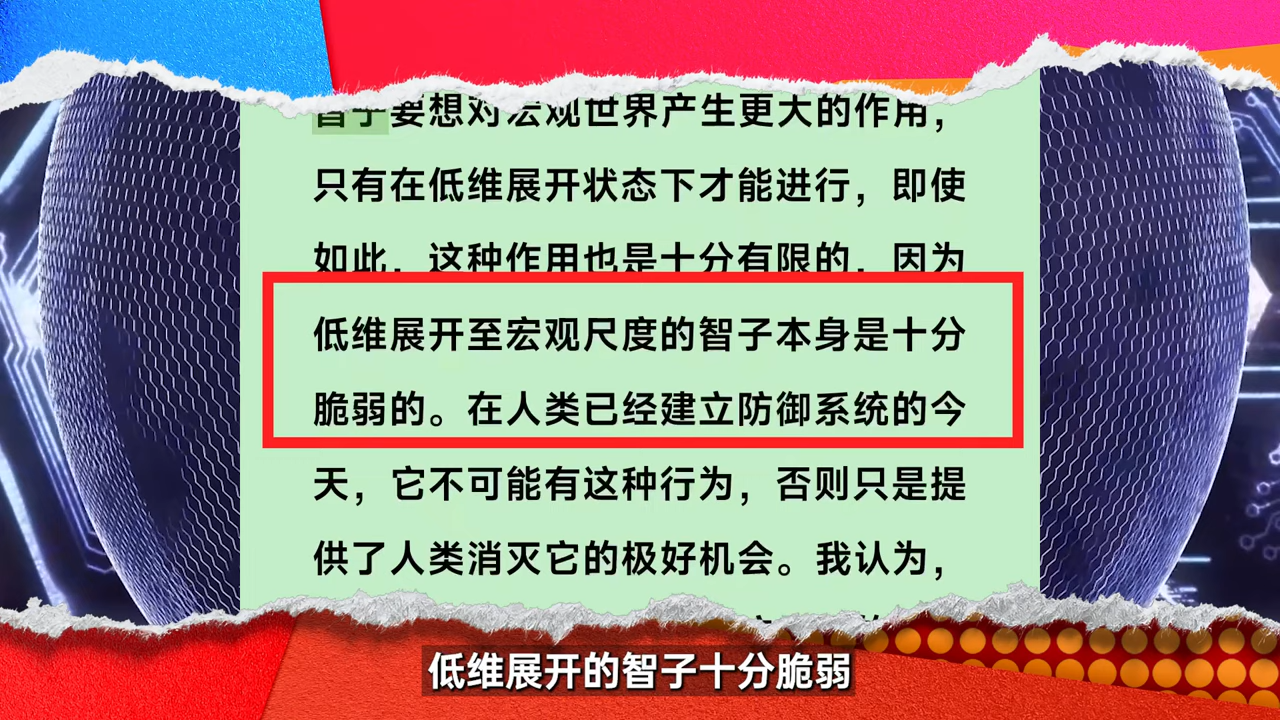 智子要想对宏观世界产生更大的作用，
只有在低维展开状态下才能进行，即使
如此，这种作用也是十分有限的，因为
低维展开至宏观尺度的智子本身是十分
脆弱的。在人类已经建立防御系统的今
天，它不可能有这种行为，否则只是提
供了人类消灭它的极好机会。我认为，
低维展开的智子十分脆弱